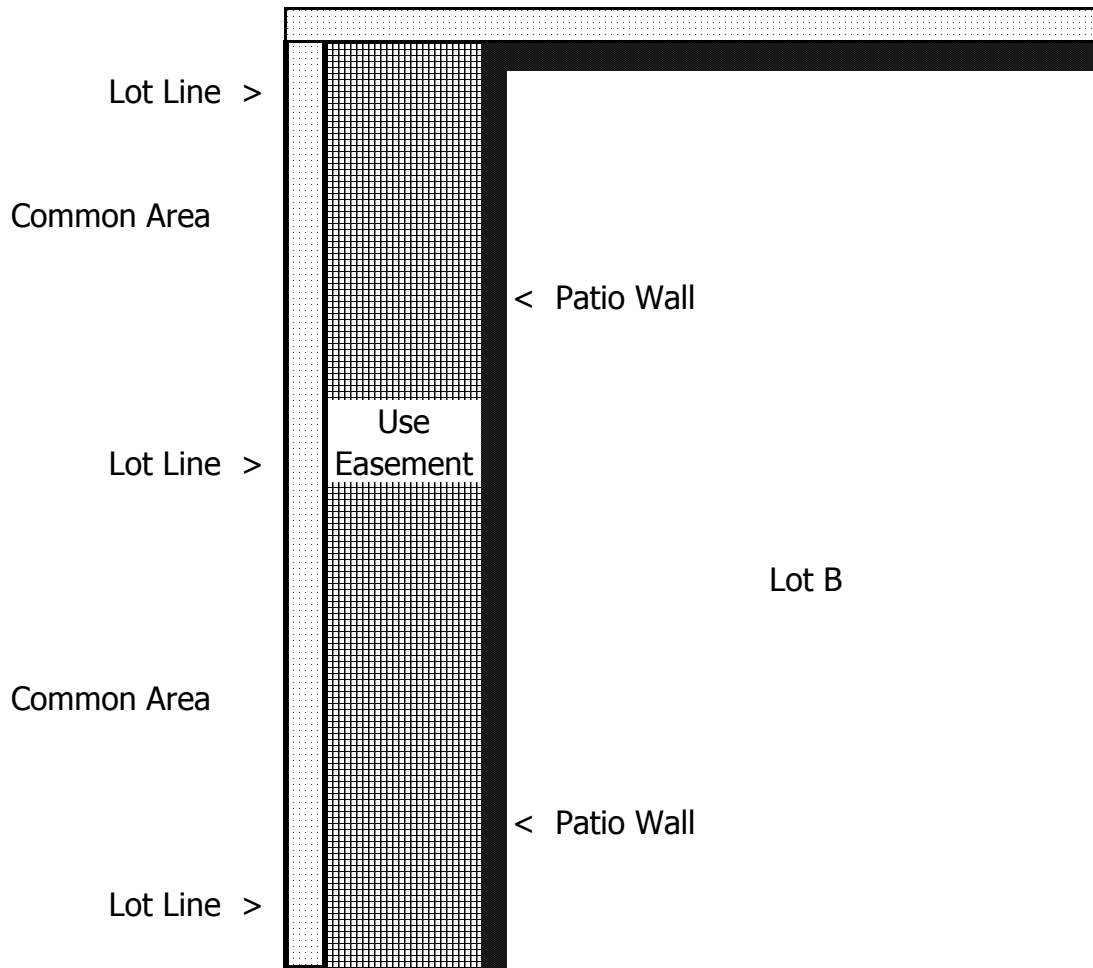 Lot Line >
Common Area
< Patio Wall
Use
Lot Line >
Easement
Lot B
Common Area
< Patio Wall
Lot Line >